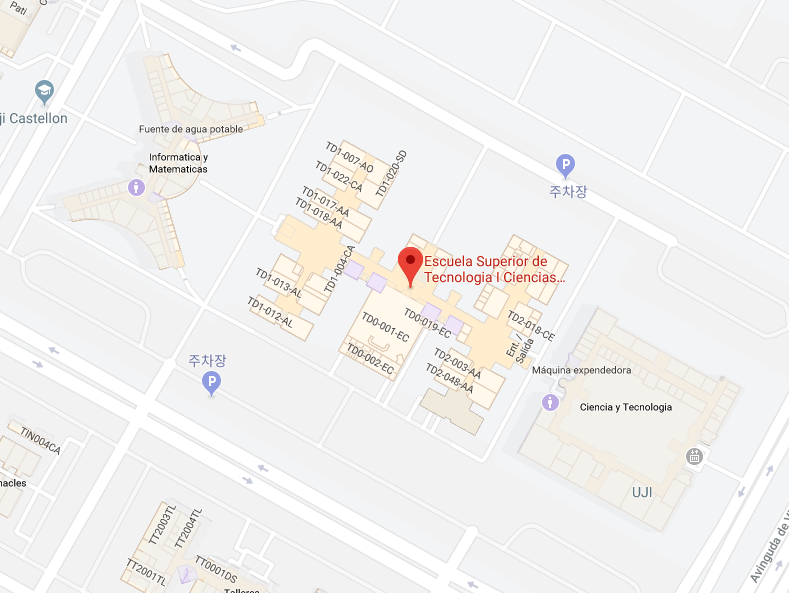 Pati
ji Castellon
Fuente de agua potable
Informatica y
Matematicas
TD1-007-AO
TD1-022-CA
TD1-020-SD
TD1-017-AA
TD1-018-AA
TD1-004-CA
TD1-013-AL
TD1-012-AL
P
주차장
Escuela Superior de
Tecnologia I Ciencias...
TD0-019-EC
TD0-001-EC
TD0-002-EC
TD2-018-CE
Ent. /
Salida
TD2-003-AA
TD2-048-AA
주차장
P
Máquina expendedora
Ciencia y Tecnologia
UJI
TIN004CA
nacles
TT2003TL
TT2004TL
TT0001DS
TT2001TL
Talleres
Avinguda de Vi